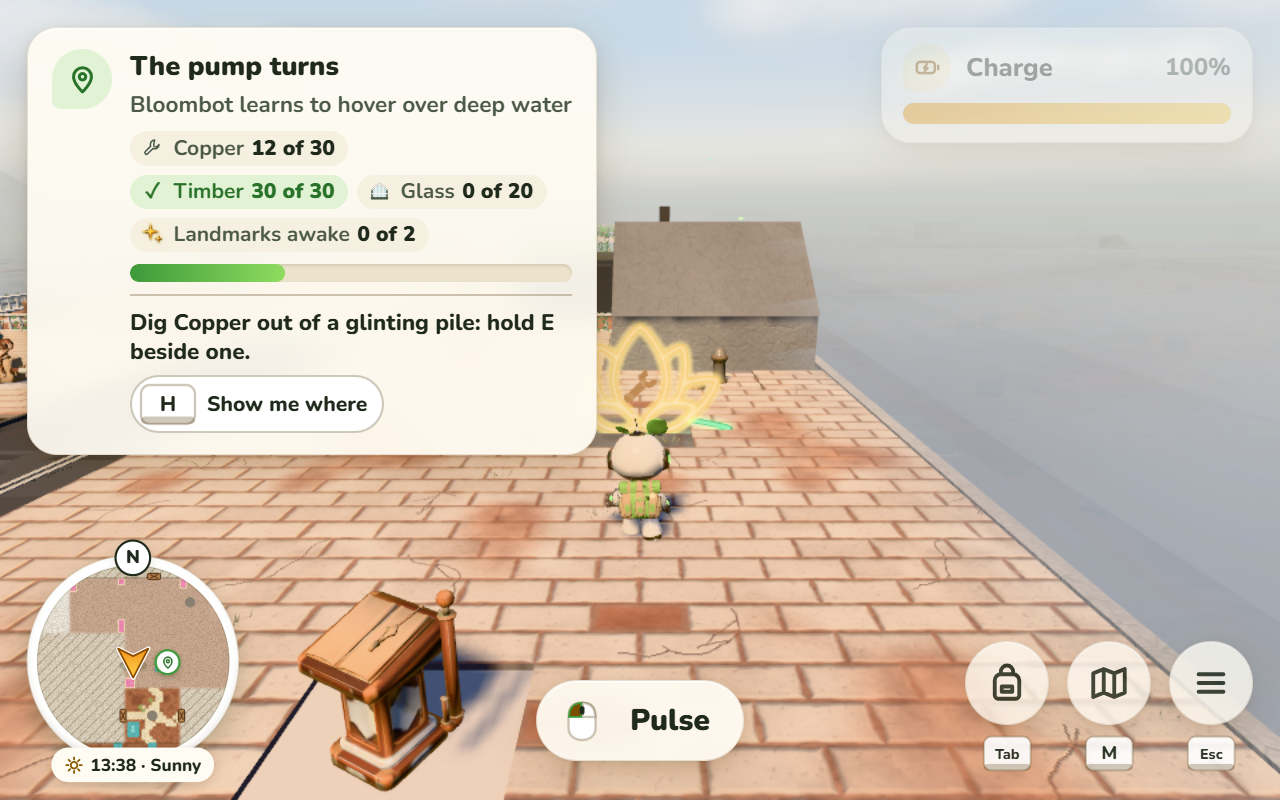 The pump turns
Bloombot learns to hover over deep water
Copper 12 of 30
Timber 30 of 30
Glass 0 of 20
Landmarks awake 0 of 2
Dig Copper out of a glinting pile: hold E
beside one.
H Show me where
Charge 100%
N
13:38 · Sunny
Pulse
Tab
M
Esc